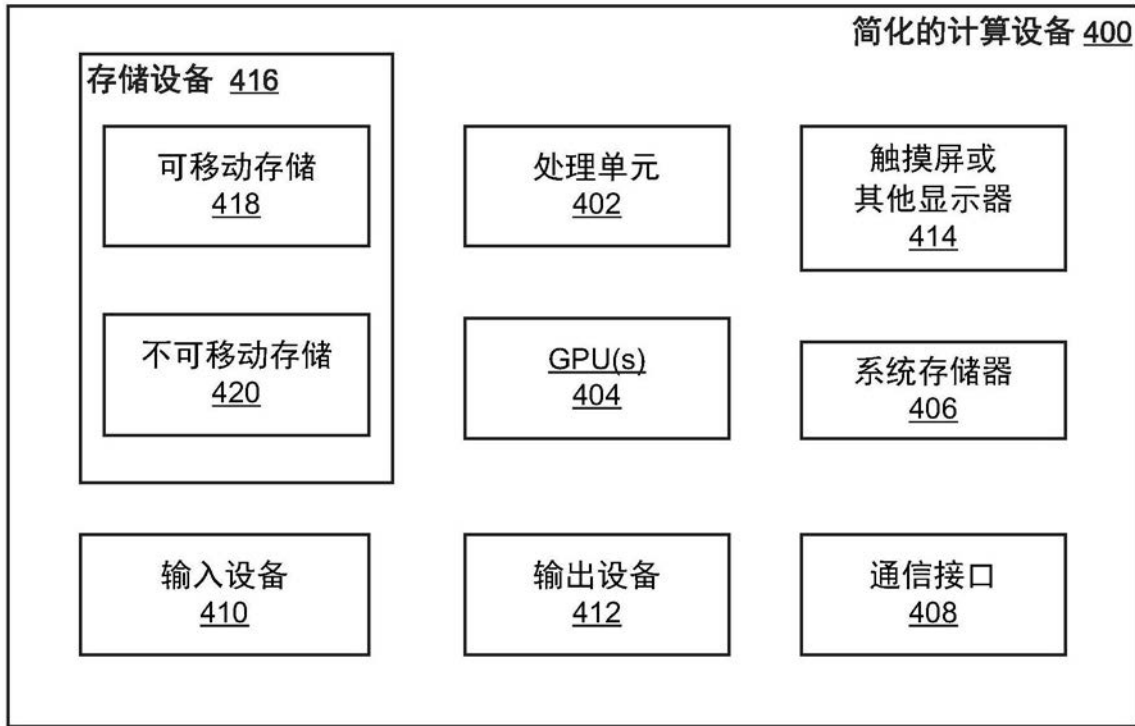 简化的计算设备 400
存储设备 416
可移动存储
418
处理单元
402
触摸屏或
其他显示器
414
不可移动存储
420
GPU(s)
404
系统存储器
406
输入设备
410
输出设备
412
通信接口
408